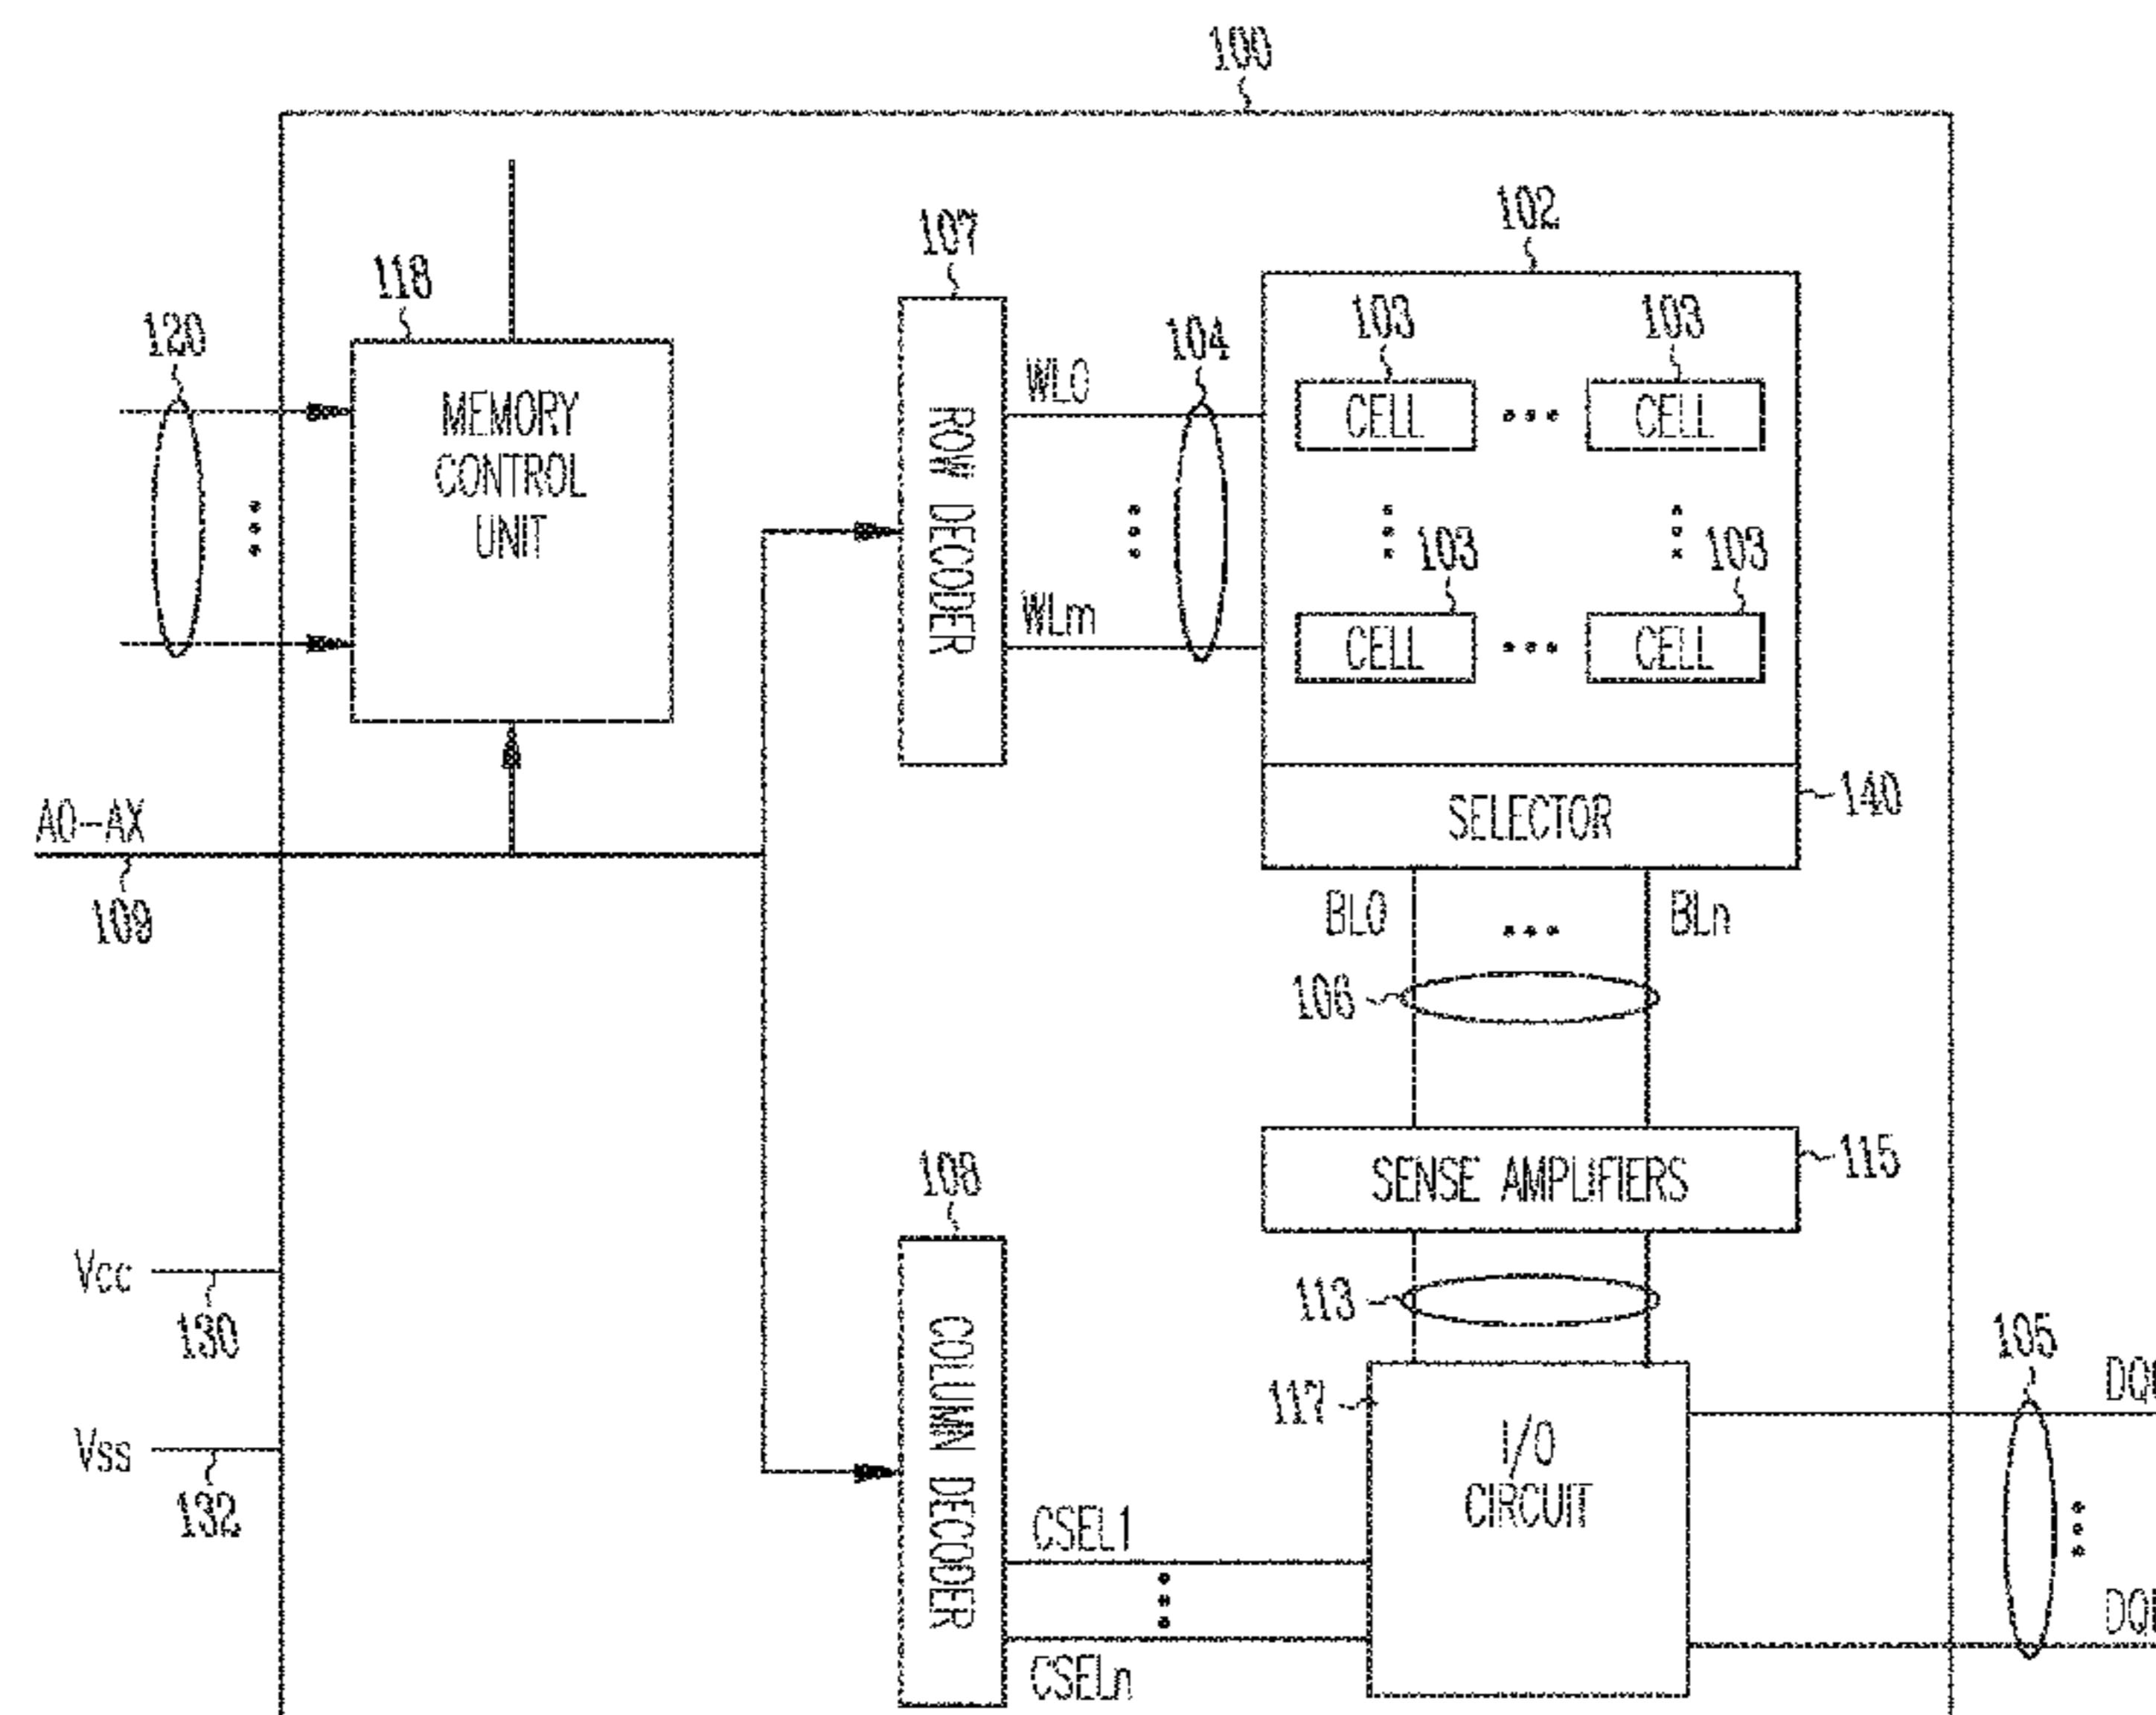 100
102
107
118
120
104
103
103
MEMORY
CONTROL
UNIT
ROW DECODER
WL0
CELL
CELL
103
103
WLm
CELL
CELL
A0-AX
109
SELECTOR
140
BL0
BLn
106
SENSE AMPLIFIERS
115
108
Vcc
130
113
105
COLUMN DECODER
117
I/O
CIRCUIT
Vss
132
CSEL1
CSELn